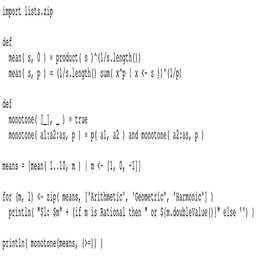 import lists.zip
def
mean( s, 0 ) = product( s )^(1/s.length())
mean( s, p ) = (1/s.length() sum( x^p | x <- s ))^(1/p)
def
monotone( [_], _ ) = true
monotone( a1:a2:as, p ) = p( a1, a2 ) and monotone( a2:as, p )
means = [mean( 1..10, m ) | m <- [1, 0, -1]]
for (m, l) <- zip( means, ['Arithmetic', 'Geometric', 'Harmonic'] )
println( "$l: $m" + (if m is Rational then " or ${m.doubleValue()}" else '') )
println( monotone(means, (>=)) )